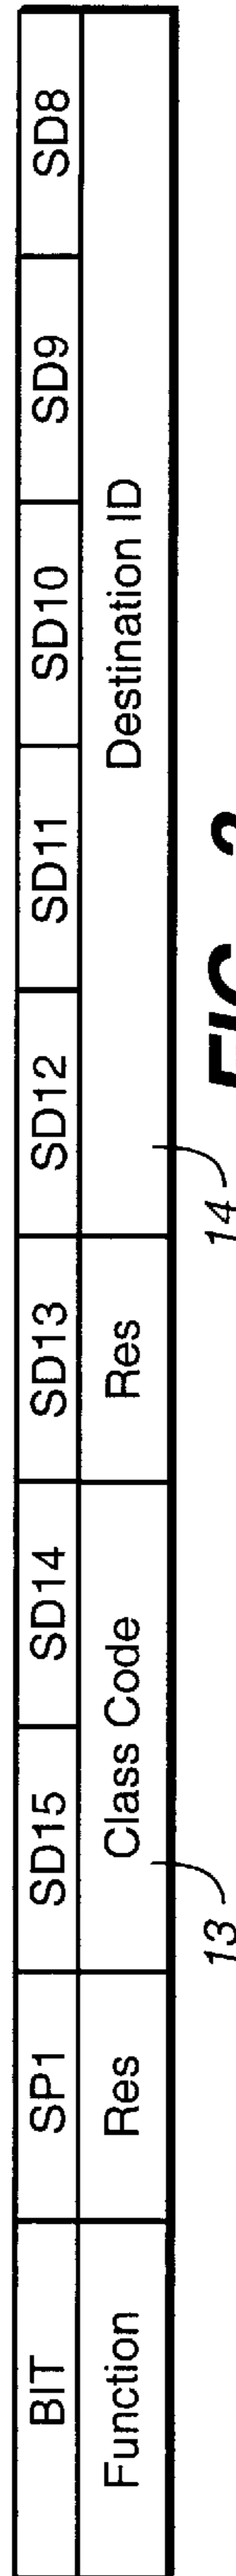 BIT SP1 SD15 SD14 SD13 SD12 SD11 SD10 SD9 SD8
Function Res Class Code Res Destination ID
13 14
FIG.